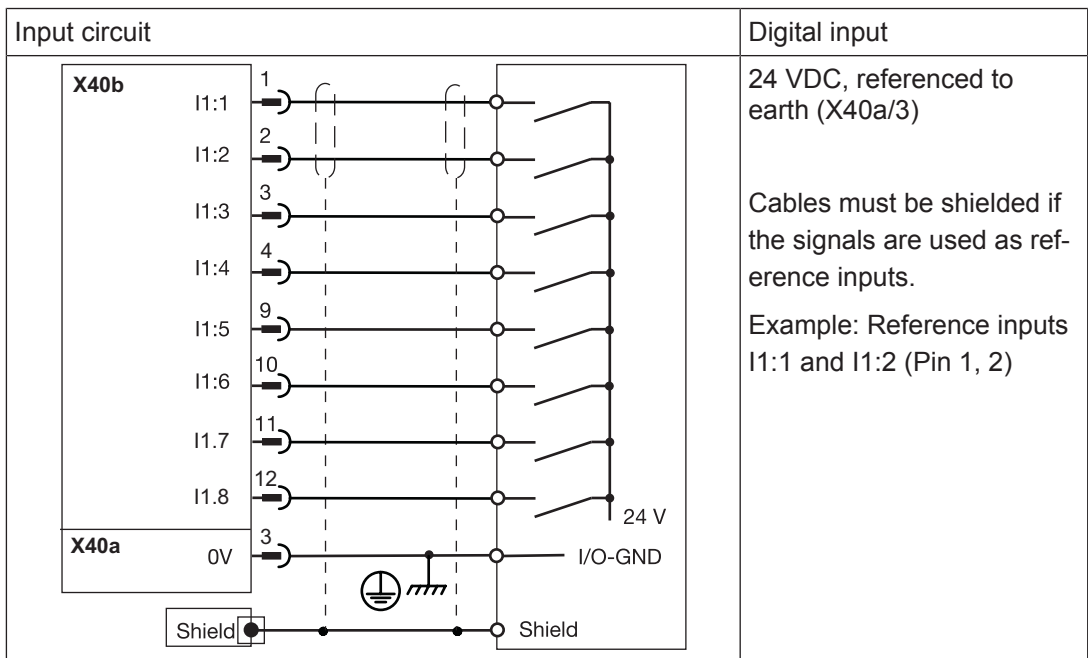 Input circuit
Digital input
X40b
I1:1
1
I1:2
2
I1:3
3
I1:4
4
I1:5
9
I1:6
10
I1.7
11
I1.8
12
24 V
X40a
0V
3
I/O-GND
Shield
Shield
24 VDC, referenced to
earth (X40a/3)
Cables must be shielded if
the signals are used as ref-
erence inputs.
Example: Reference inputs
I1:1 and I1:2 (Pin 1, 2)